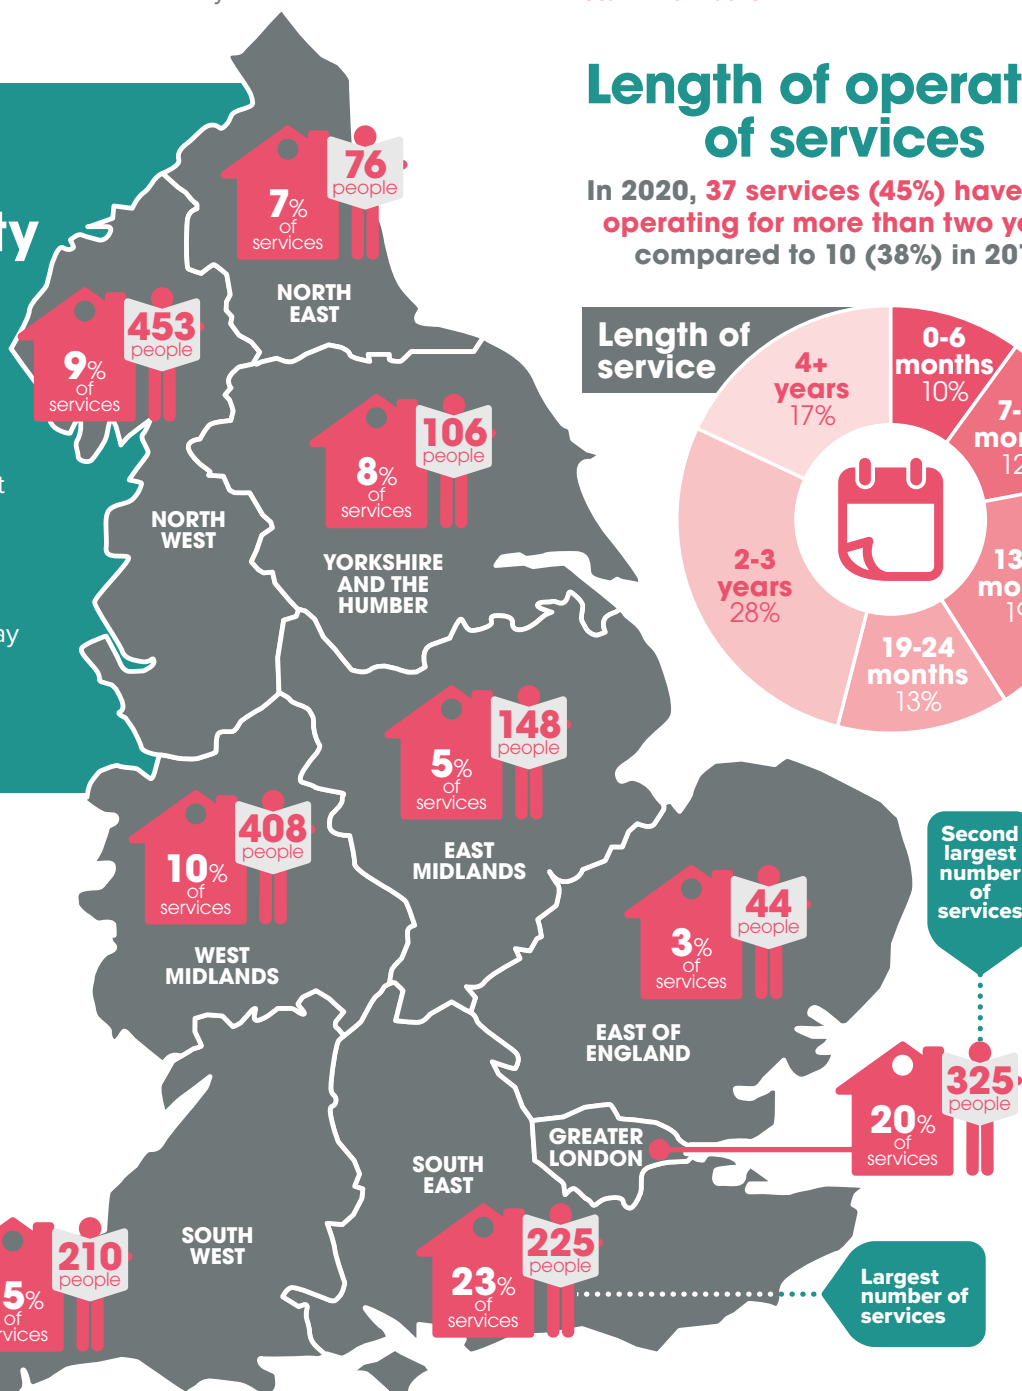 Length of
of services
In 2020, 37 services (45%) have
operating for more than two
compared to 10 (38%) in
Length of
service
0-6
months
10%
19-24
months
13%
2-3
years
28%
4+
years
17%
76
people
7%
of
services
NORTH
EAST
453
people
9%
of
services
NORTH
WEST
106
people
8%
of
services
YORKSHIRE
AND THE
HUMBER
148
people
5%
of
services
EAST
MIDLANDS
408
people
10%
of
services
WEST
MIDLANDS
44
people
3%
of
services
EAST OF
ENGLAND
Second
largest
number
of
services
325
people
20%
of
services
GREATER
LONDON
SOUTH
EAST
225
people
23%
of
services
Largest
number of
services
SOUTH
WEST
210
people
5%
of